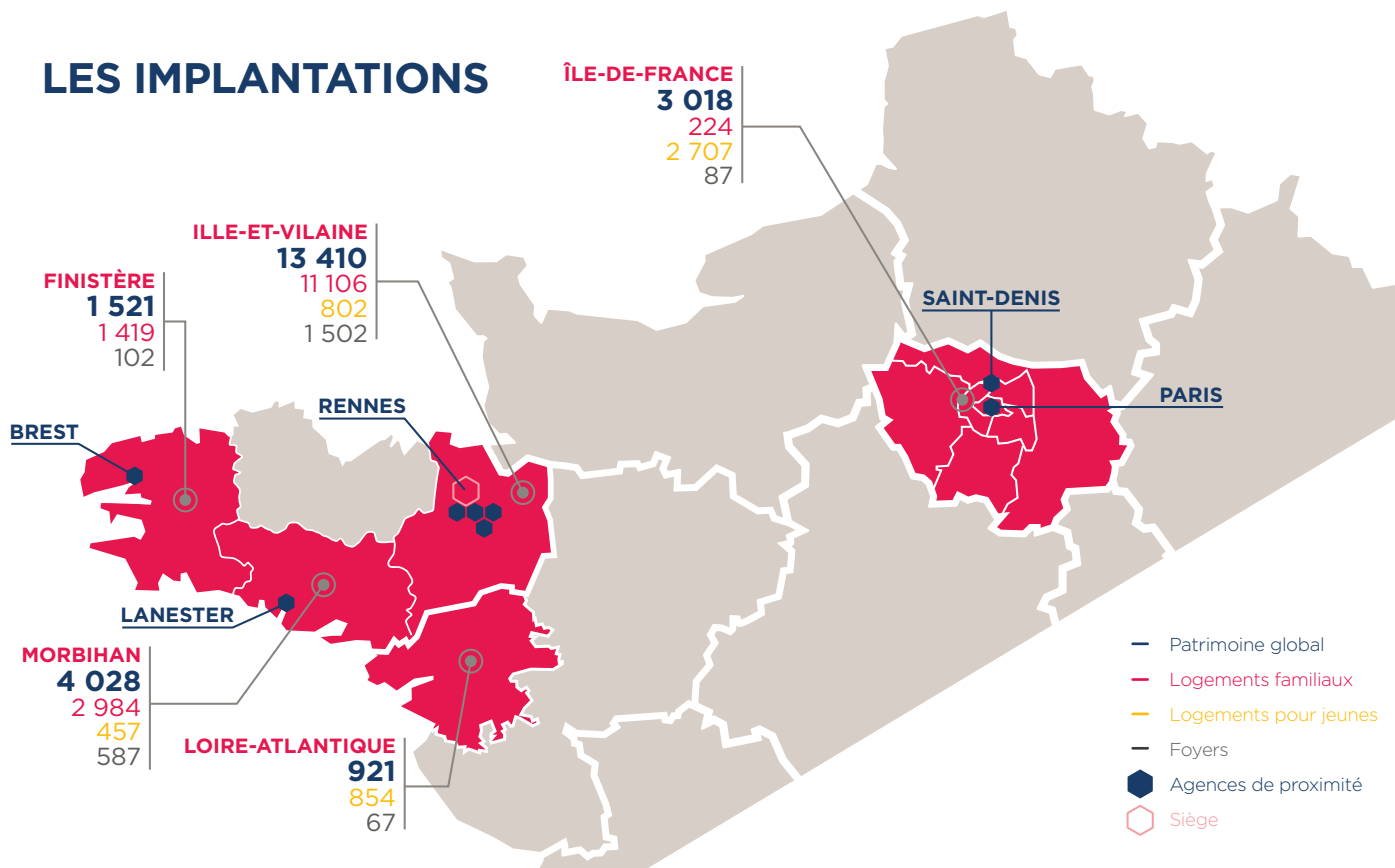 LES IMPLANTATIONS
ÎLE-DE-FRANCE
3 018
224
2 707
87
ILLE-ET-VILAINE
13 410
11 106
802
1 502
FINISTÈRE
1 521
1 419
102
SAINT-DENIS
PARIS
RENNES
BREST
LANESTER
MORBIHAN
4 028
2 984
457
587
LOIRE-ATLANTIQUE
921
854
67
Patrimoine global
Logements familiaux
Logements pour jeunes
Foyers
Agences de proximité
Siège